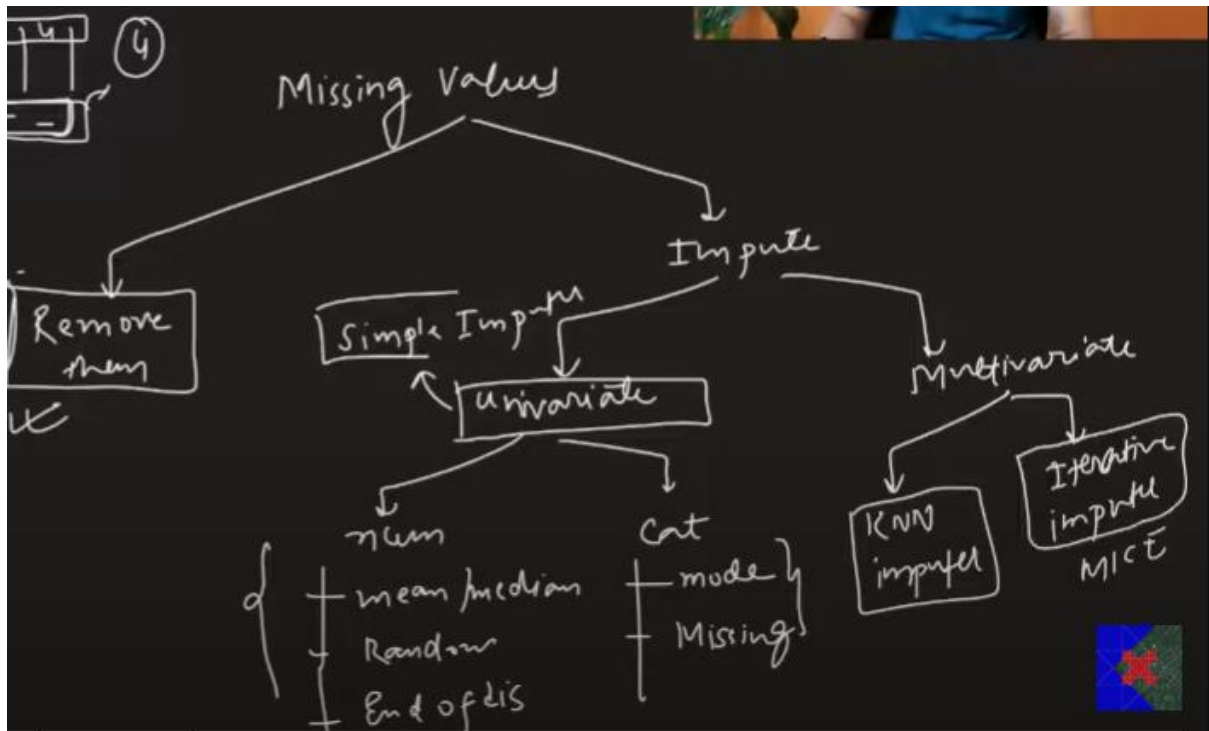 4
4
Missing Values
Impute
Remove
them
Simple Imputer
Univariate
Multivariate
Iterative
imputer
MICE
KNN
imputer
num
mean/median
Random
End of dis
Cat
mode
Missing